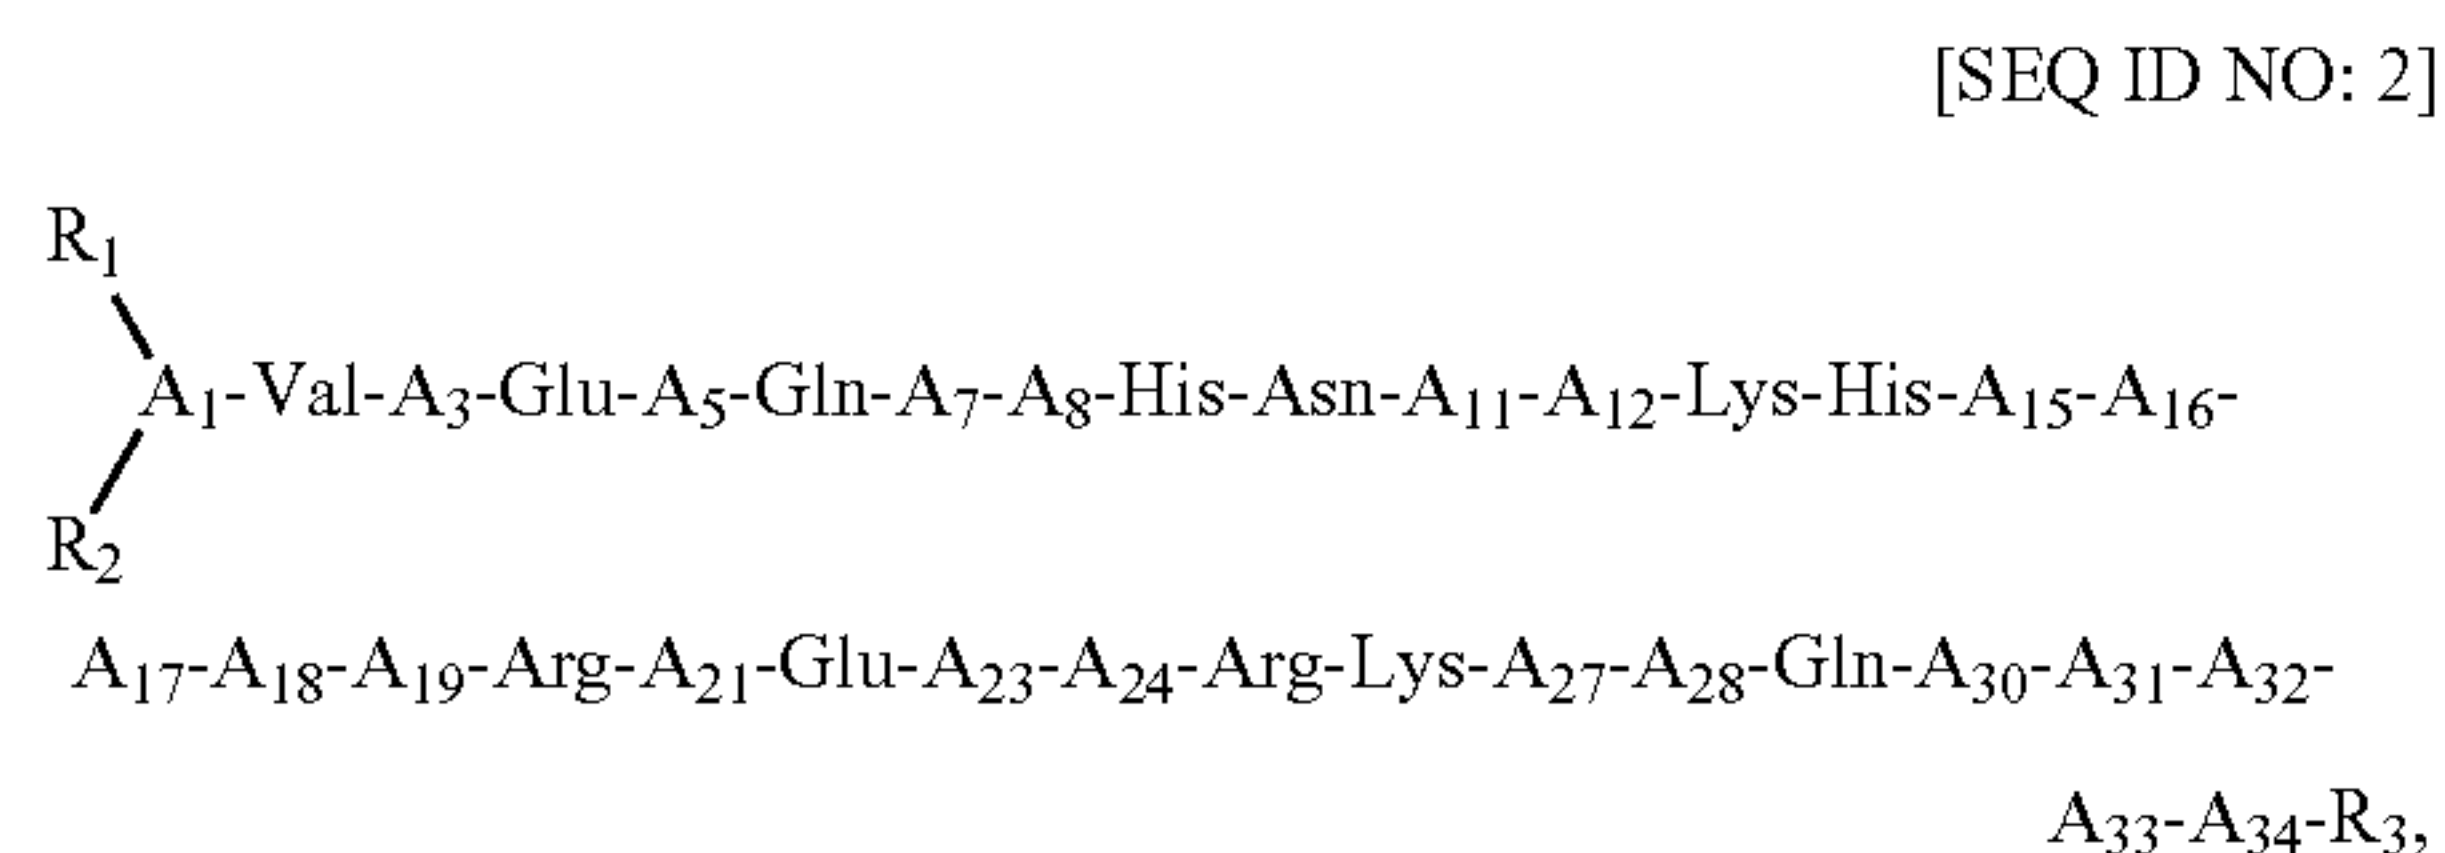 [SEQ ID NO: 2]
R₁
A₁-Val-A₃-Glu-A₅-Gln-A₇-A₈-His-Asn-A₁₁-A₁₂-Lys-His-A₁₅-A₁₆-
R₂
A₁₇-A₁₈-A₁₉-Arg-A₂₁-Glu-A₂₃-A₂₄-Arg-Lys-A₂₇-A₂₈-Gln-A₃₀-A₃₁-A₃₂-
A₃₃-A₃₄-R₃,